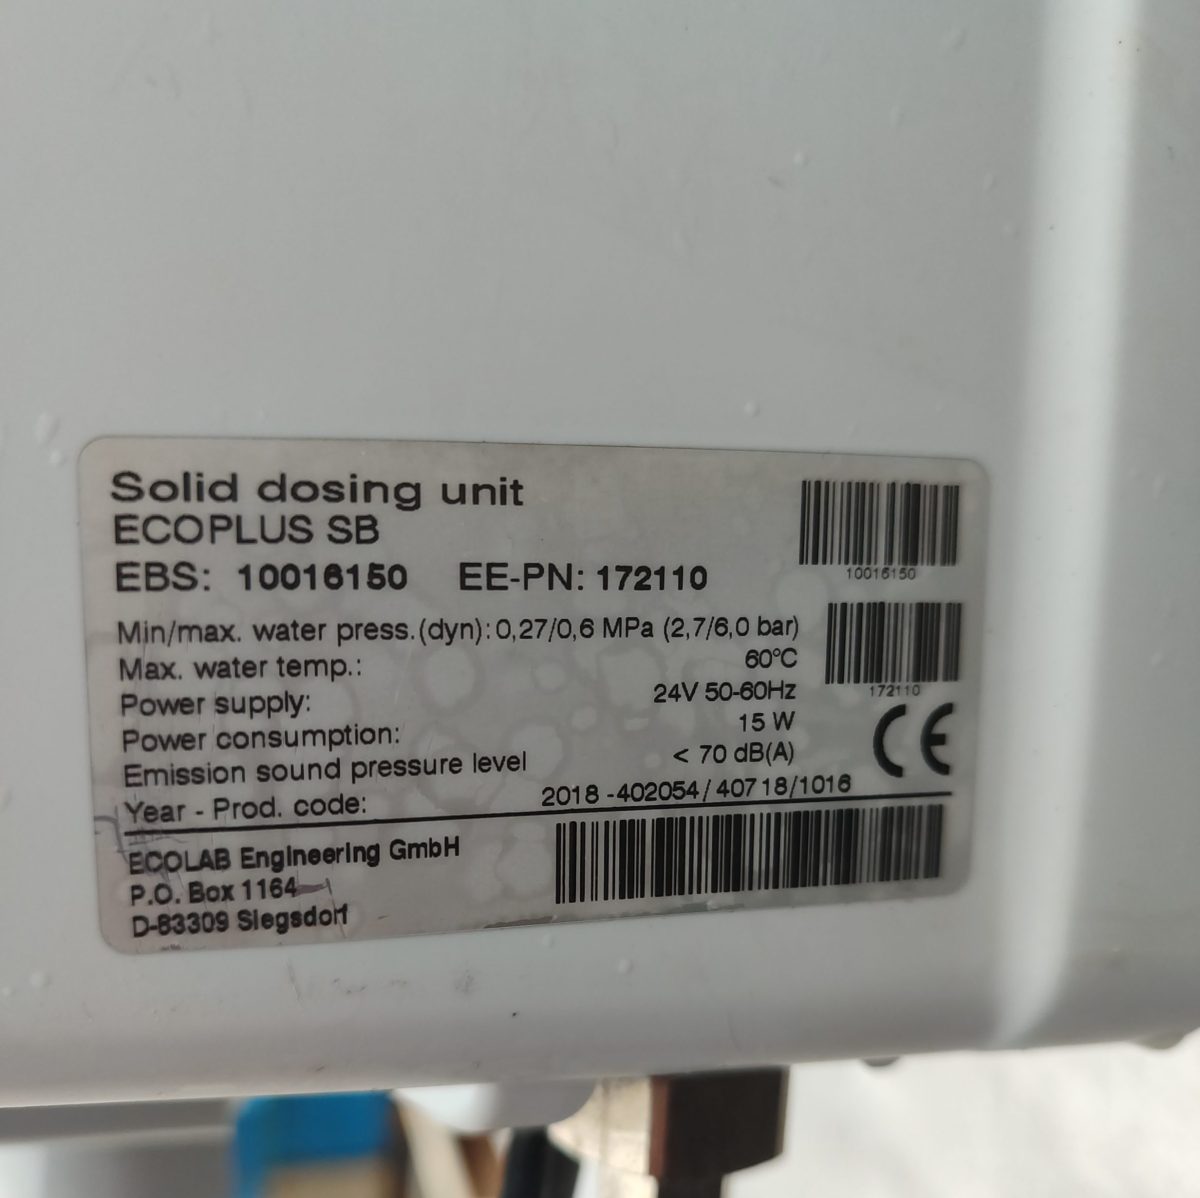 Solid dosing unit
ECOPLUS SB
EBS: 10016150 EE-PN: 172110
10016150
Min/max. water press.(dyn): 0,27/0,6 MPa (2,7/6,0 bar)
Max. water temp.: 60°C
172110
Power supply: 24V 50-60Hz
Power consumption: 15 W
Emission sound pressure level < 70 dB(A)
CE
Year - Prod. code: 2018 -402054/40718/1016
ECOLAB Engineering GmbH
P.O. Box 1164
D-83309 Siegsdorf